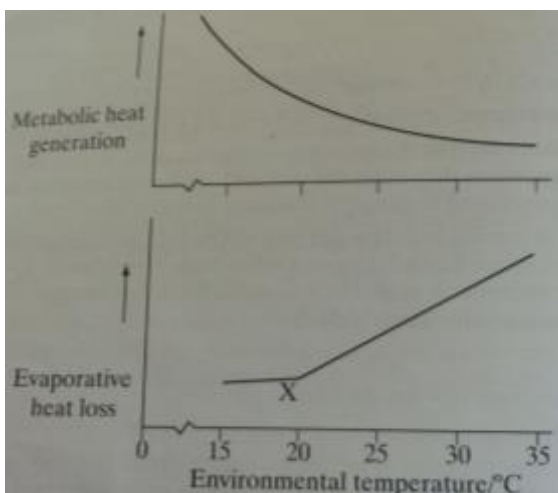 Metabolic heat
generation
Evaporative
heat loss
X
0 15 20 25 30 35
Environmental temperature/°C